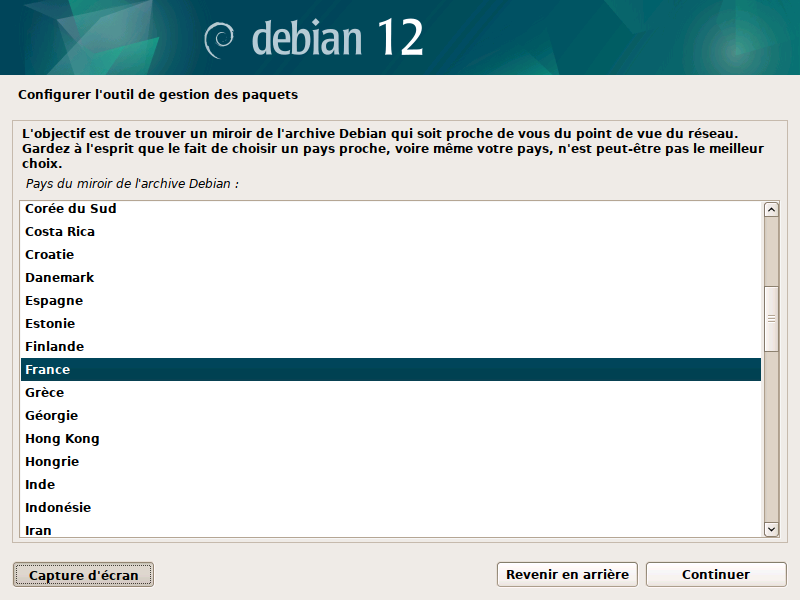 debian 12
Configurer l'outil de gestion des paquets
L'objectif est de trouver un miroir de l'archive Debian qui soit proche de vous du point de vue du réseau.
Gardez à l'esprit que le fait de choisir un pays proche, voire même votre pays, n'est peut-être pas le meilleur
choix.
Pays du miroir de l'archive Debian :
Corée du Sud
Costa Rica
Croatie
Danemark
Espagne
Estonie
Finlande
France
Grèce
Géorgie
Hong Kong
Hongrie
Inde
Indonésie
Iran
Capture d'écran
Revenir en arrière
Continuer